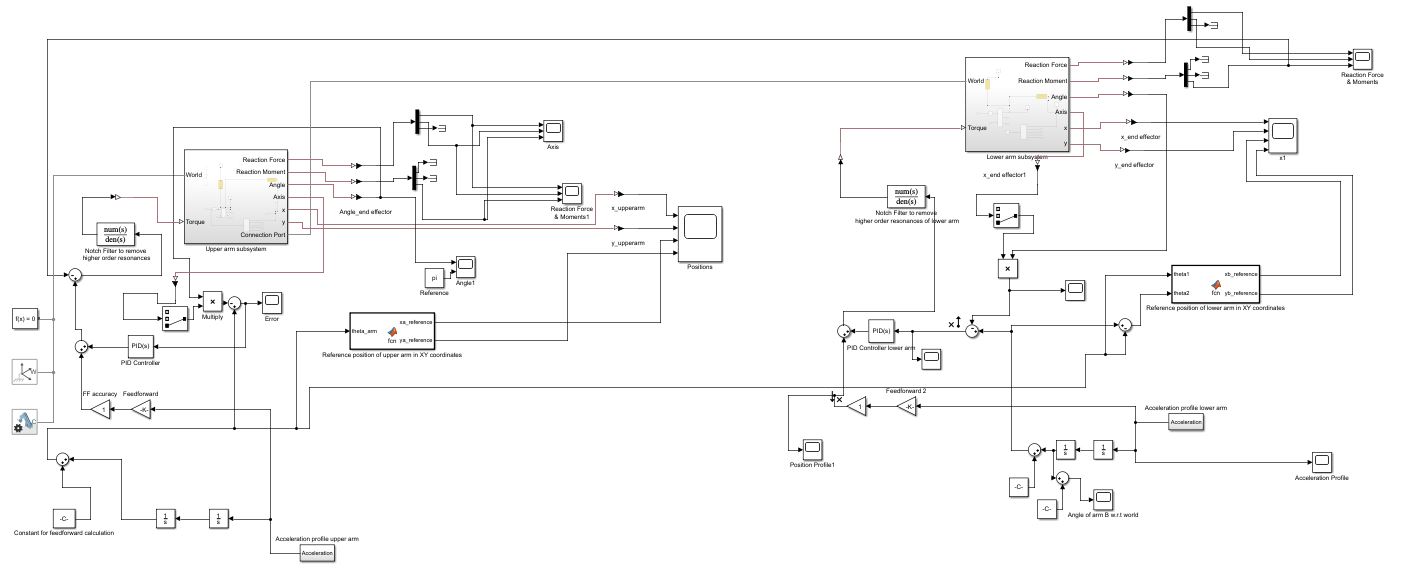 Reaction Force
& Moments
World
Torque
Reaction Force
Reaction Moment
Angle
Axis
x
y
Lower arm subsystem
x_end effector
y_end effector
x1
x_end effector1
Axis
World
Torque
Reaction Force
Reaction Moment
Angle
Axis
x
y
Connection Port
Upper arm subsystem
Angle_end effector
Reaction Force
& Moments1
x_upperarm
y_upperarm
Positions
num(s)
den(s)
Notch Filter to remove
higher order resonances
num(s)
den(s)
Notch Filter to remove
higher order resonances of lower arm
pi
Reference
Angle1
×
Multiply
Error
f(x) = 0
PID(s)
PID Controller
theta_arm
fcn
xa_reference
ya_reference
Reference position of upper arm in XY coordinates
×
theta1
theta2
fcn
xb_reference
yb_reference
Reference position of lower arm in XY coordinates
PID(s)
PID Controller lower arm
W
C
FF accuracy
Feedforward
1
-K-
Feedforward 2
1
-K-
Acceleration profile lower arm
Acceleration
Position Profile1
1
s
1
s
Acceleration Profile
-C-
-C-
Angle of arm B w.r.t world
-C-
Constant for feedforward calculation
1
s
1
s
Acceleration profile upper arm
Acceleration